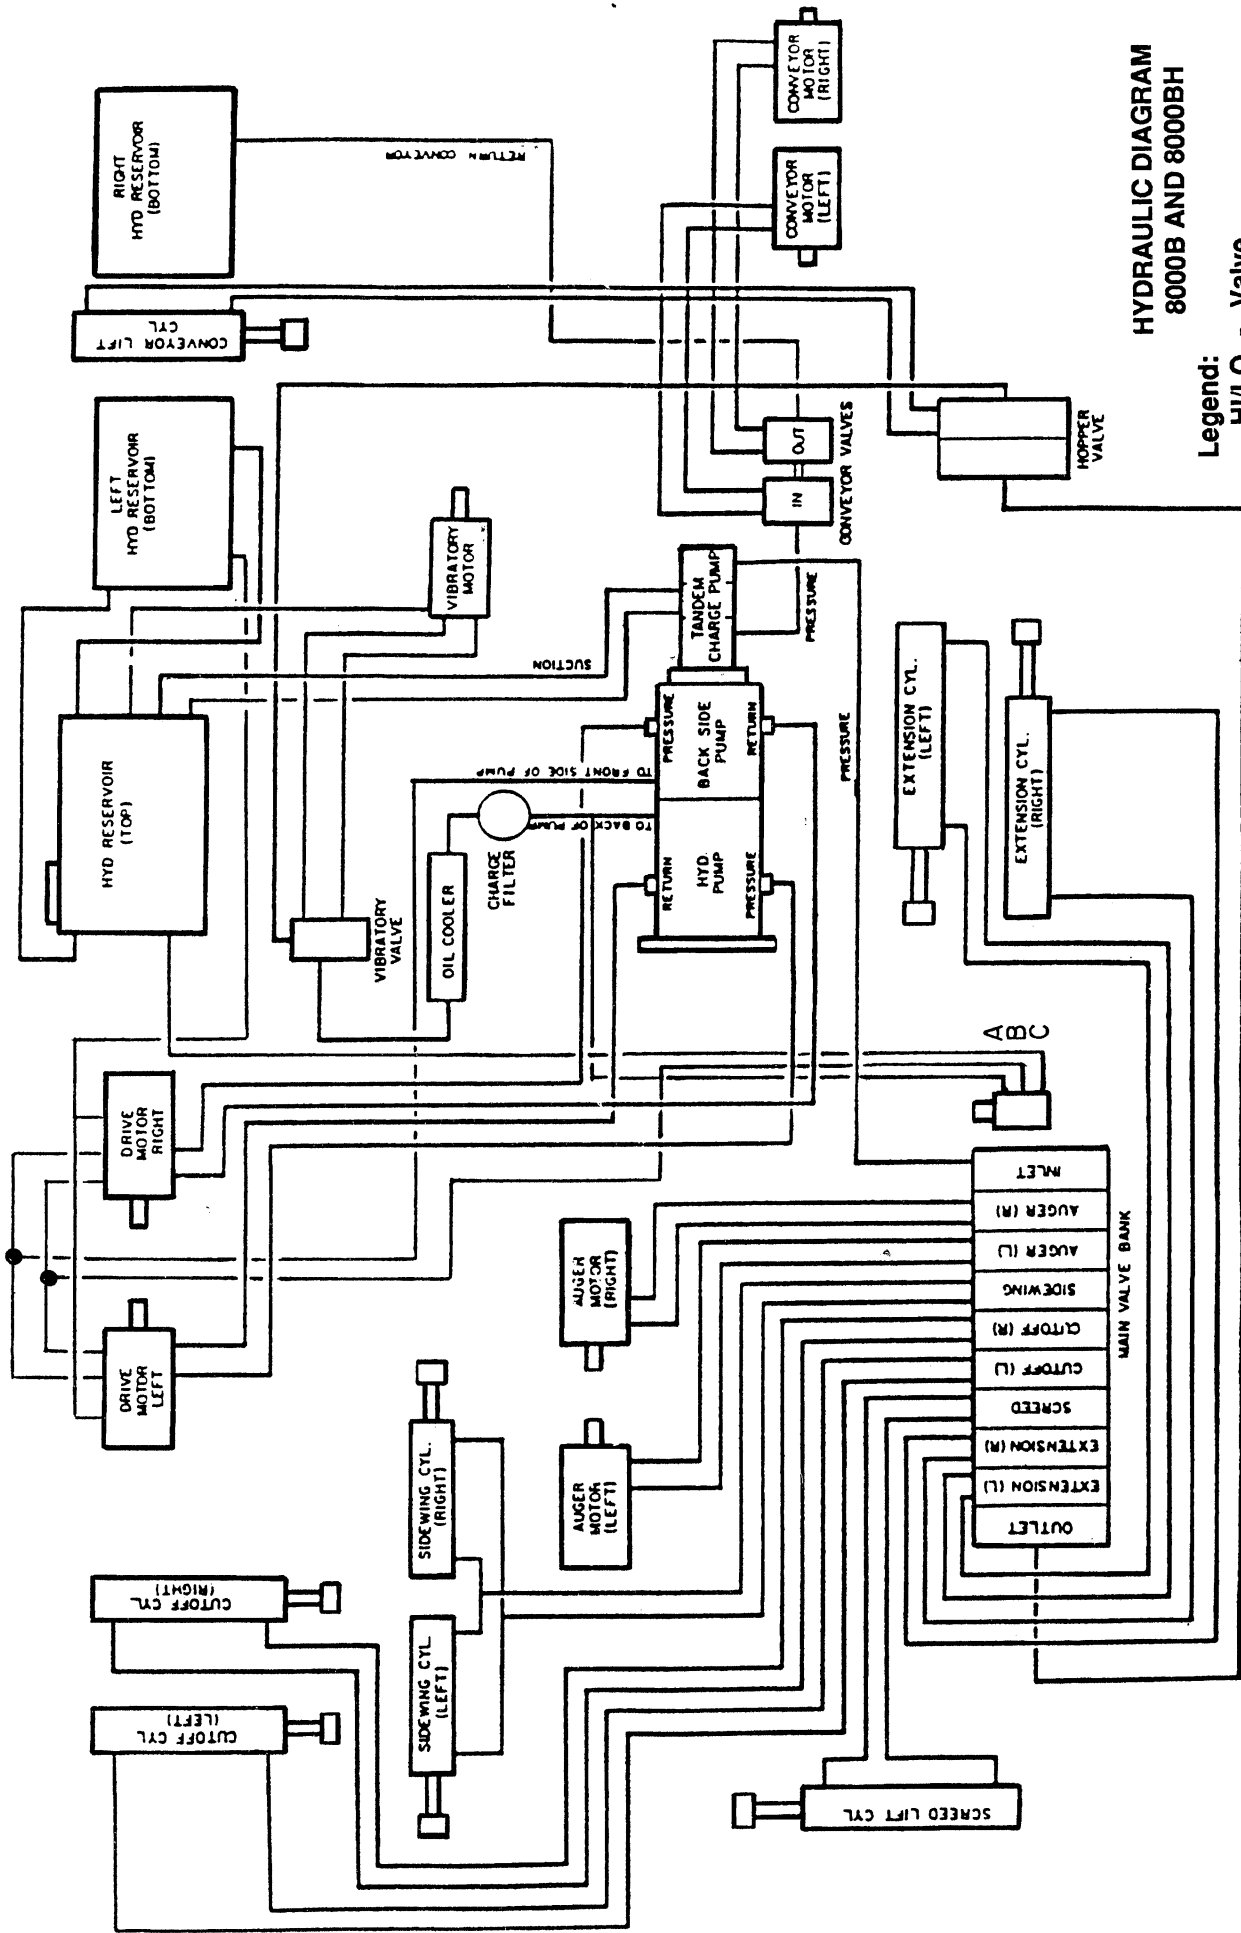 RIGHT
HYD RESERVOIR
(BOTTOM)
CONVEYOR LIFT
CYL
LEFT
HYD RESERVOIR
(BOTTOM)
HYD RESERVOIR
(TOP)
DRIVE
MOTOR
RIGHT
DRIVE
MOTOR
LEFT
CUTOFF CYL
(RIGHT)
CUTOFF CYL
(LEFT)
RETURN CONVEYOR
VIBRATORY
MOTOR
VIBRATORY
VALVE
OIL COOLER
CHARGE
FILTER
SUCTION
TO FRONT SIDE OF PUMP
TO BACK OF PUMP
SIDEWING CYL.
(RIGHT)
SIDEWING CYL.
(LEFT)
AUGER
MOTOR
(RIGHT)
AUGER
MOTOR
(LEFT)
CONVEYOR
MOTOR
(RIGHT)
CONVEYOR
MOTOR
(LEFT)
OUT
IN
CONVEYOR VALVES
TANDEM
CHARGE PUMP
PRESSURE
PRESSURE
BACK SIDE
PUMP
RETURN
RETURN
HYD.
PUMP
PRESSURE
PRESSURE
HOPPER
VALVE
EXTENSION CYL.
(LEFT)
EXTENSION CYL.
(RIGHT)
A
B
C
INLET
AUGER (R)
AUGER (L)
SIDEWING
CUTOFF (R)
CUTOFF (L)
SCREED
EXTENSION (R)
EXTENSION (L)
OUTLET
MAIN VALVE BANK
SCREED LIFT CYL
HYDRAULIC DIAGRAM
8000B AND 8000BH
Legend:
HI/LO - Valve